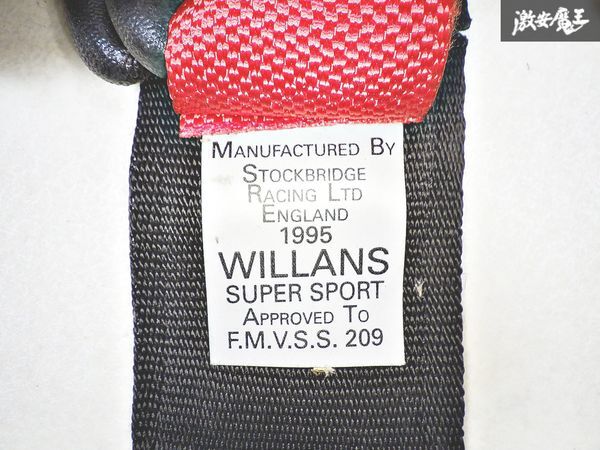 激安魔王
MANUFACTURED BY
STOCKBRIDGE
RACING LTD
ENGLAND
1995
WILLANS
SUPER SPORT
APPROVED TO
F.M.V.S.S. 209